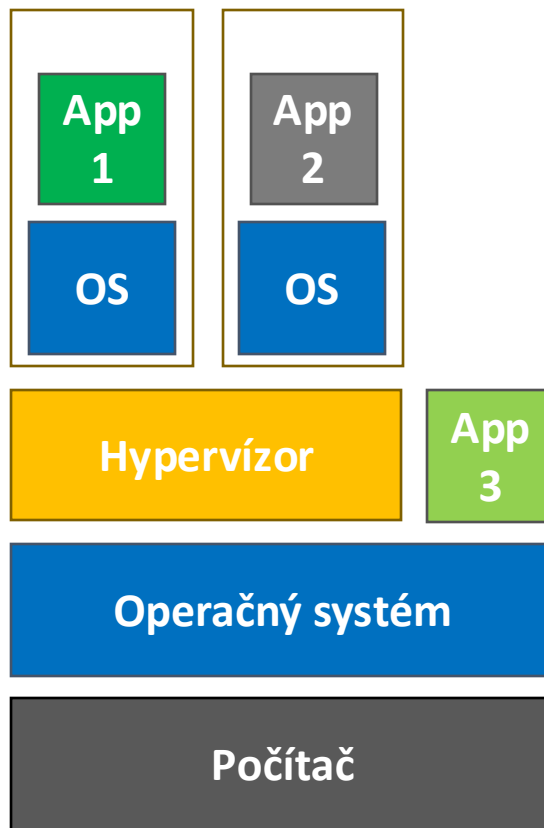 App
1
App
2
OS
OS
Hypervízor
App
3
Operačný systém
Počítač